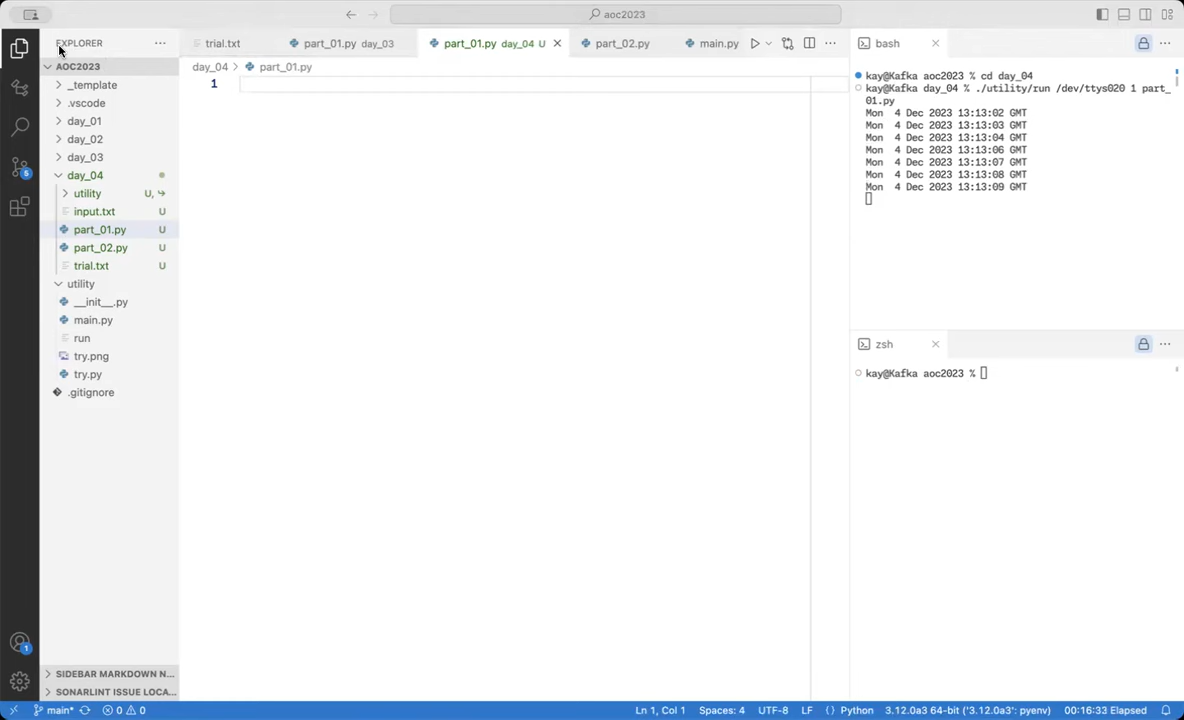 aoc2023
EXPLORER
trial.txt
part_01.py day_03
part_01.py day_04 U
part_02.py
main.py
bash
AOC2023
day_04 > part_01.py
_template
.vscode
day_01
day_02
day_03
day_04
utility U,
input.txt U
part_01.py U
part_02.py U
trial.txt U
utility
__init__.py
main.py
run
try.png
try.py
.gitignore
1
kay@Kafka aoc2023 % cd day_04
kay@Kafka day_04 % ./utility/run /dev/ttys020 1 part_
01.py
Mon 4 Dec 2023 13:13:02 GMT
Mon 4 Dec 2023 13:13:03 GMT
Mon 4 Dec 2023 13:13:04 GMT
Mon 4 Dec 2023 13:13:06 GMT
Mon 4 Dec 2023 13:13:07 GMT
Mon 4 Dec 2023 13:13:08 GMT
Mon 4 Dec 2023 13:13:09 GMT
zsh
kay@Kafka aoc2023 %
6
1
SIDEBAR MARKDOWN N...
SONARLINT ISSUE LOCA...
main* 0 0 Ln 1, Col 1 Spaces: 4 UTF-8 LF {} Python 3.12.0a3 64-bit ('3.12.0a3': pyenv) 00:16:33 Elapsed